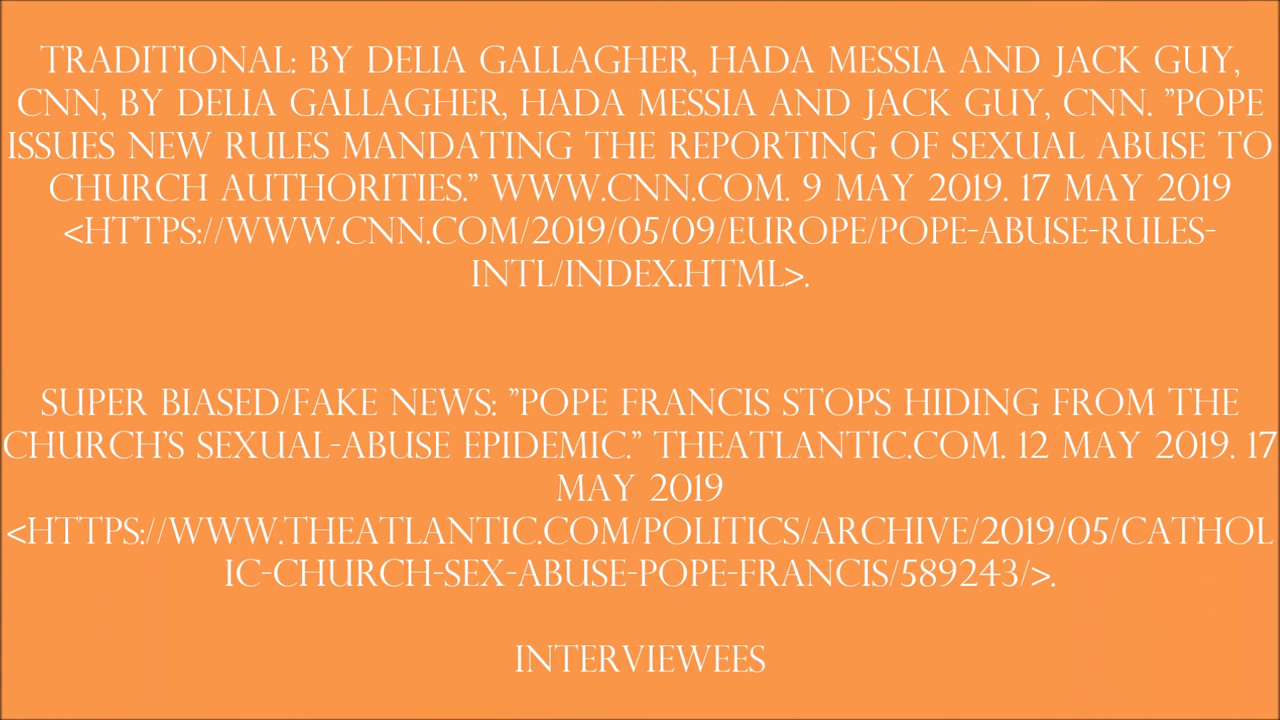 TRADITIONAL: BY DELIA GALLAGHER, HADA MESSIA AND JACK GUY,
CNN, BY DELIA GALLAGHER, HADA MESSIA AND JACK GUY, CNN. "POPE
ISSUES NEW RULES MANDATING THE REPORTING OF SEXUAL ABUSE TO
CHURCH AUTHORITIES." WWW.CNN.COM. 9 MAY 2019. 17 MAY 2019
<HTTPS://WWW.CNN.COM/2019/05/09/EUROPE/POPE-ABUSE-RULES-
INTL/INDEX.HTML>.
SUPER BIASED/FAKE NEWS: "POPE FRANCIS STOPS HIDING FROM THE
CHURCH'S SEXUAL-ABUSE EPIDEMIC." THEATLANTIC.COM. 12 MAY 2019. 17
MAY 2019
<HTTPS://WWW.THEATLANTIC.COM/POLITICS/ARCHIVE/2019/05/CATHOL
IC-CHURCH-SEX-ABUSE-POPE-FRANCIS/589243/>.
INTERVIEWEES